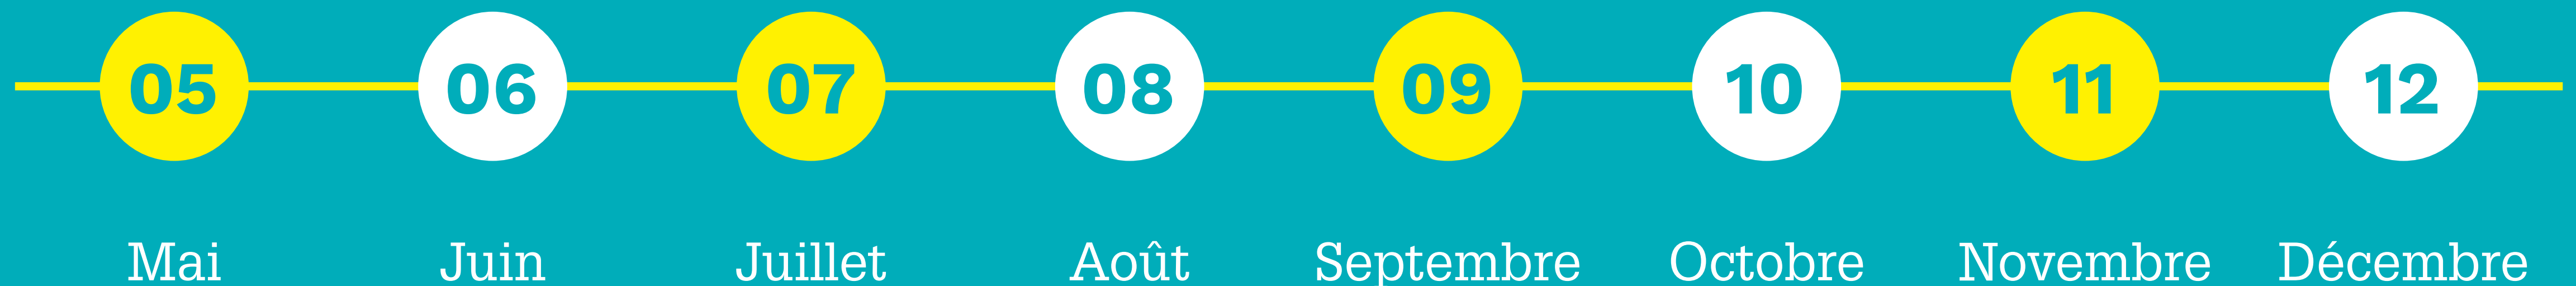 05 06 07 08 09 10 11 12
Mai Juin Juillet Août Septembre Octobre Novembre Décembre